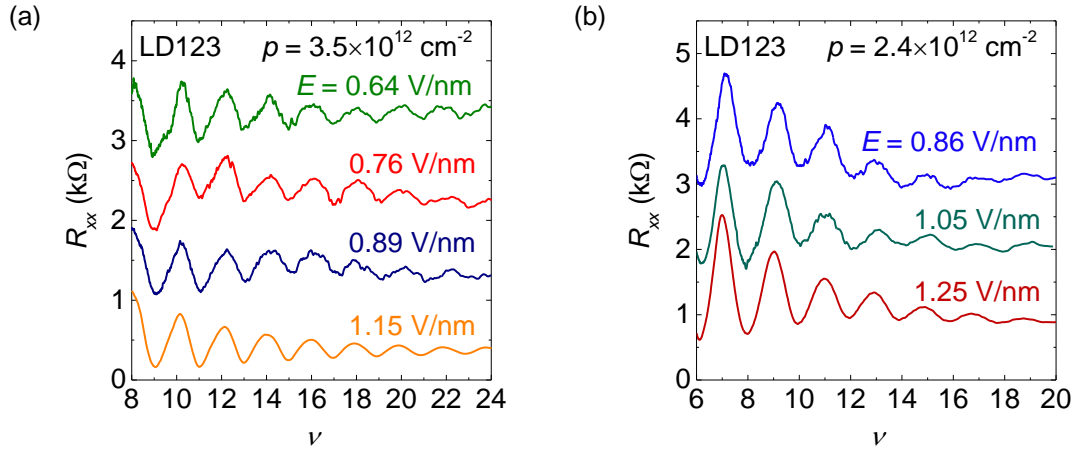 (a)
LD123 p = 3.5×10¹² cm⁻²
E = 0.64 V/nm
0.76 V/nm
0.89 V/nm
1.15 V/nm
Rxx (kΩ)
4
3
2
1
0
8 10 12 14 16 18 20 22 24
ν
(b)
LD123 p = 2.4×10¹² cm⁻²
E = 0.86 V/nm
1.05 V/nm
1.25 V/nm
Rxx (kΩ)
5
4
3
2
1
0
6 8 10 12 14 16 18 20
ν